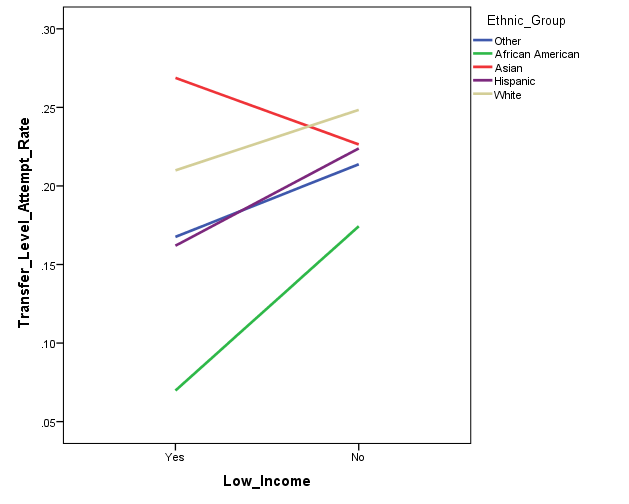 Ethnic_Group
Other
African American
Asian
Hispanic
White
Transfer_Level_Attempt_Rate
.30
.25
.20
.15
.10
.05
Yes
No
Low_Income